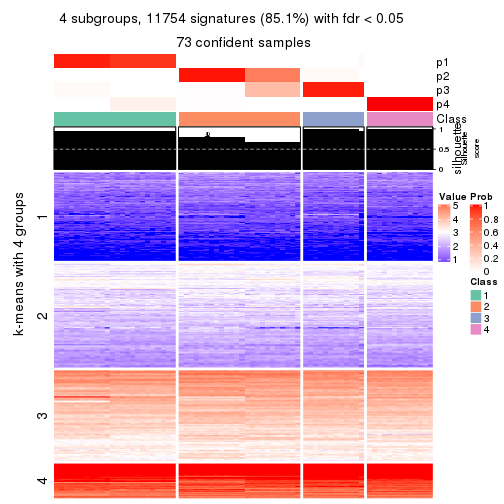 4 subgroups, 11754 signatures (85.1%) with fdr < 0.05
73 confident samples
p1
p2
p3
p4
Class
1
0.5
0
silhouette
Silhouette
score
k-means with 4 groups
1
2
3
4
Value
5
4
3
2
1
Prob
1
0.8
0.6
0.4
0.2
0
Class
1
2
3
4